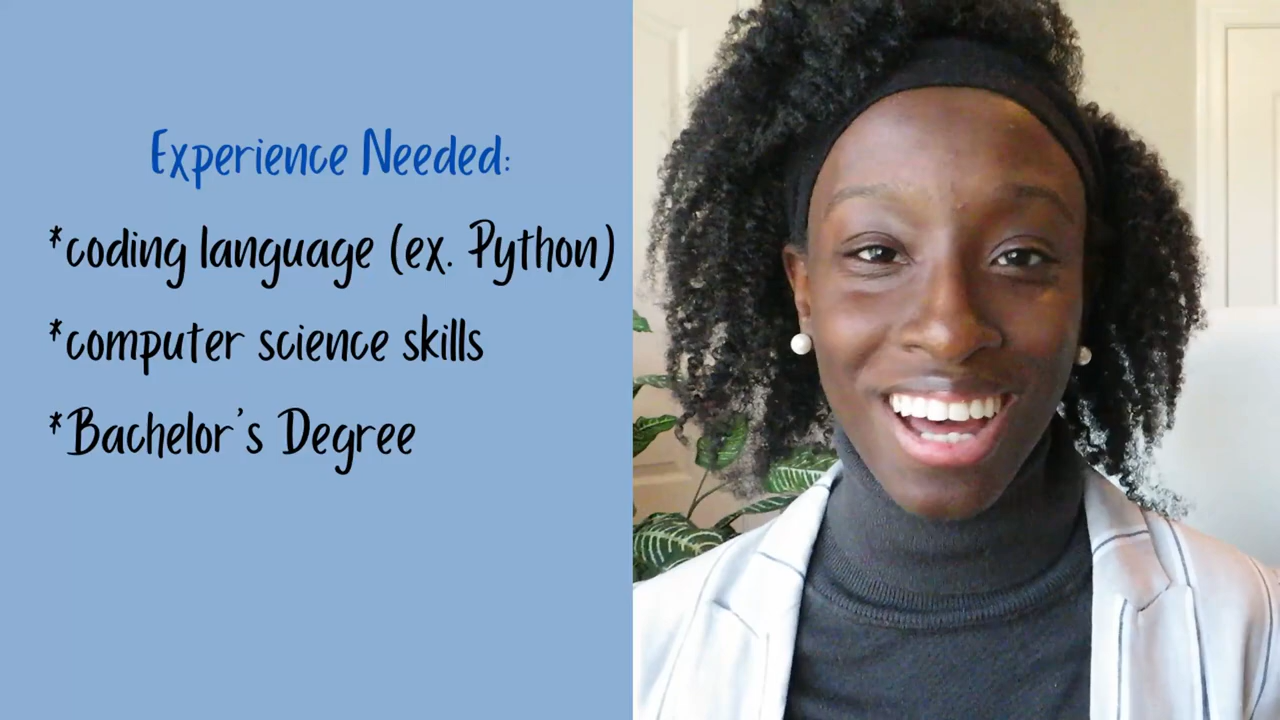 Experience Needed:
*coding language (ex. Python)
*computer science skills
*Bachelor's Degree